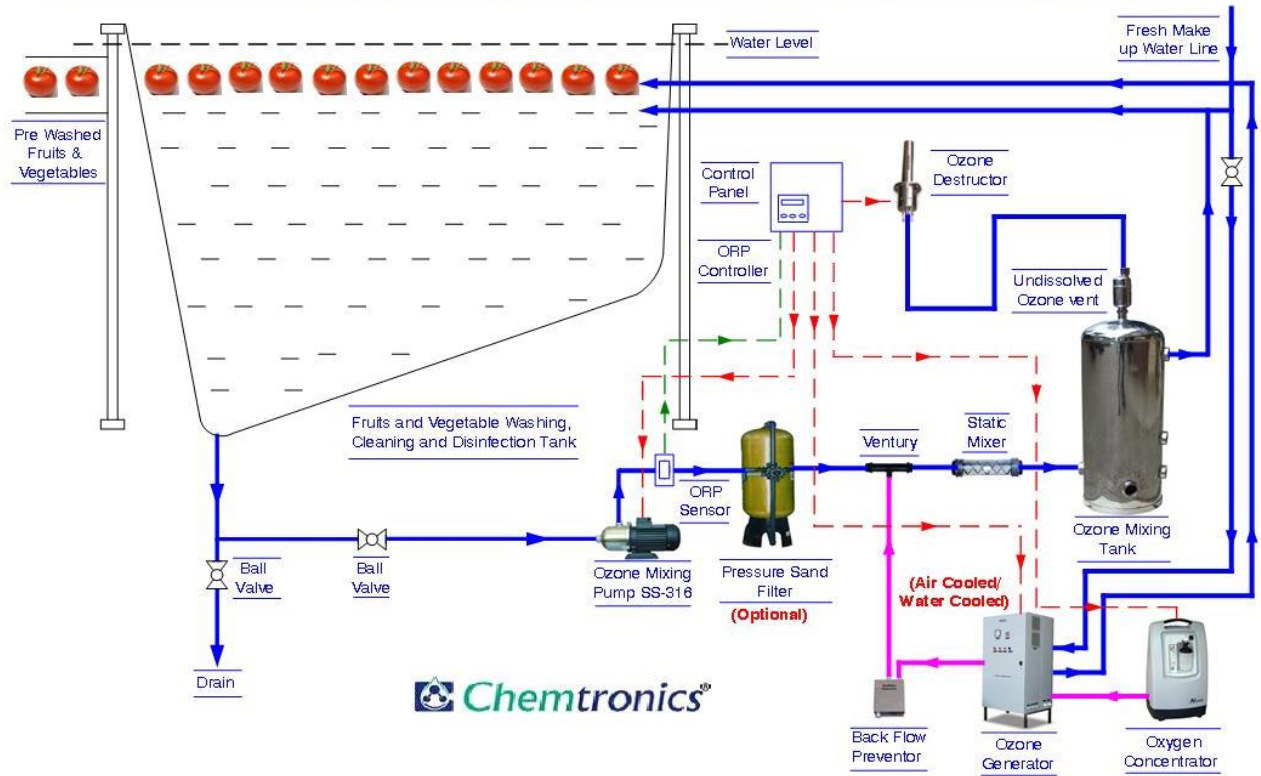 Water Level
Fresh Make
up Water Line
Pre Washed
Fruits &
Vegetables
Control
Panel
Ozone
Destructor
ORP
Controller
Undissolved
Ozone vent
Fruits and Vegetable Washing,
Cleaning and Disinfection Tank
Ventury
Static
Mixer
ORP
Sensor
Ozone Mixing
Tank
Ball
Valve
Ball
Valve
Ozone Mixing
Pump SS-316
Pressure Sand
Filter
(Optional)
(Air Cooled/
Water Cooled)
Drain
Chemtronics®
Back Flow
Preventor
Ozone
Generator
Oxygen
Concentrator